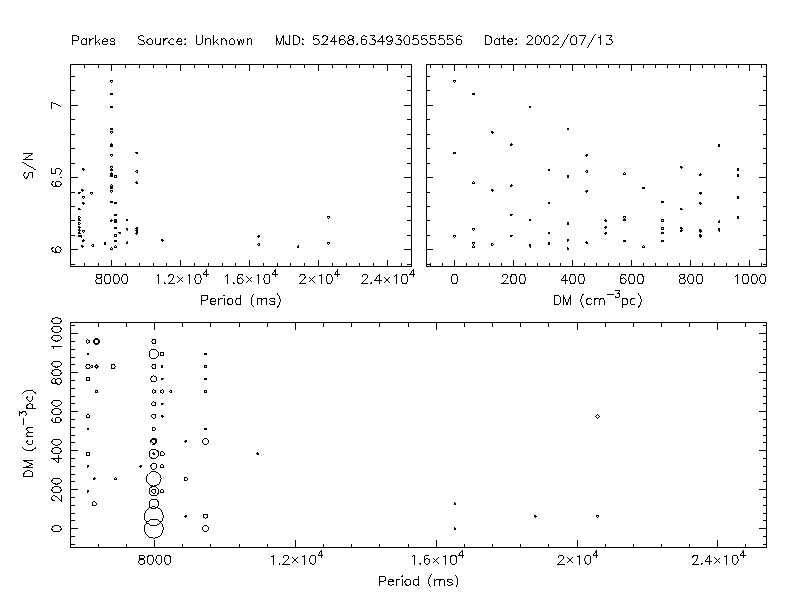 Parkes Source: Unknown MJD: 52468.634930555556 Date: 2002/07/13
7
6.5
6
S/N
8000 1.2×10⁴ 1.6×10⁴ 2×10⁴ 2.4×10⁴
Period (ms)
0 200 400 600 800 1000
DM (cm⁻³pc)
1000
800
600
400
200
0
DM (cm⁻³pc)
8000 1.2×10⁴ 1.6×10⁴ 2×10⁴ 2.4×10⁴
Period (ms)